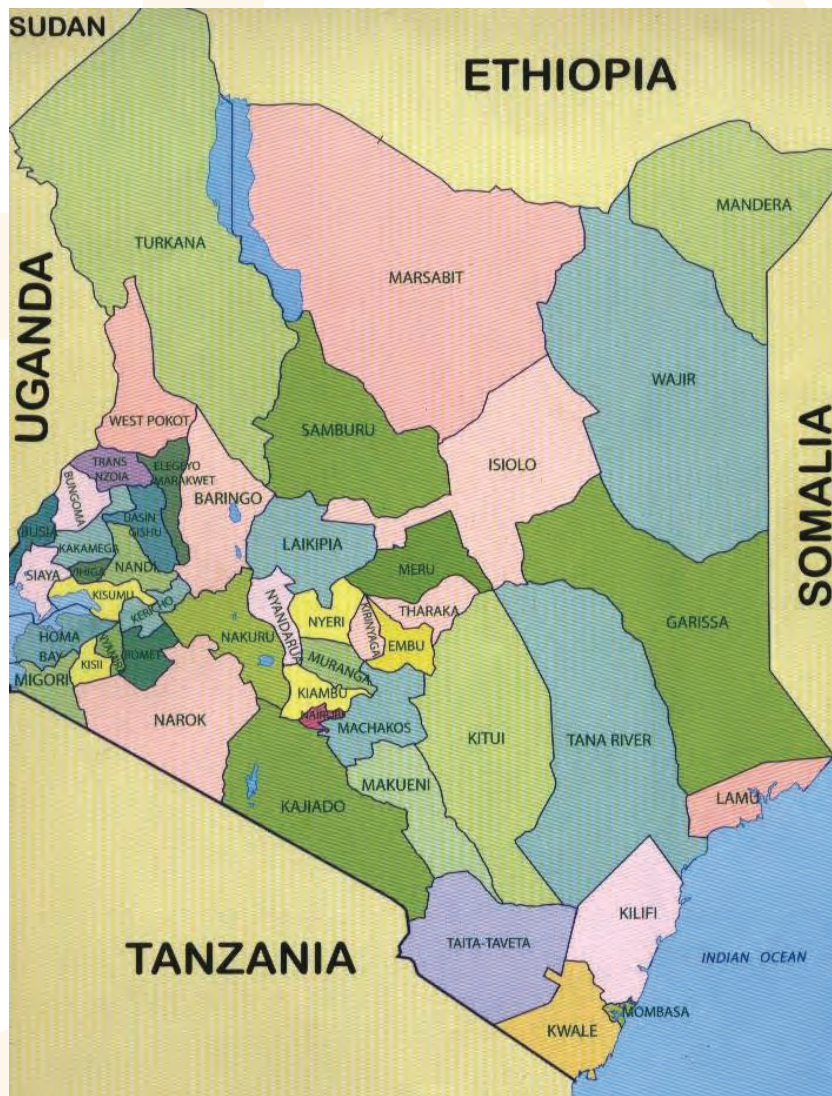 SUDAN
ETHIOPIA
MANDERA
TURKANA
MARSABIT
UGANDA
WAJIR
SOMALIA
WEST POKOT
SAMBURU
ISIOLO
TRANS
NZOIA
ELEGEYO
MARAKWET
BUNGOMA
BARINGO
UASIN
GISHU
BUSIA
KAKAMEGA
LAIKIPIA
SIAYA
VIHIGA
NANDI
MERU
KISUMU
KERICHO
THARAKA
NYANDARUA
NYERI
KIRINYAGA
GARISSA
HOMA
BAY
NYAMIRA
BOMET
NAKURU
EMBU
KISII
MURANGA
MIGORI
KIAMBU
NAROK
NAIROBI
MACHAKOS
KITUI
TANA RIVER
MAKUENI
KAJIADO
LAMU
KILIFI
TAITA-TAVETA
TANZANIA
INDIAN OCEAN
MOMBASA
KWALE